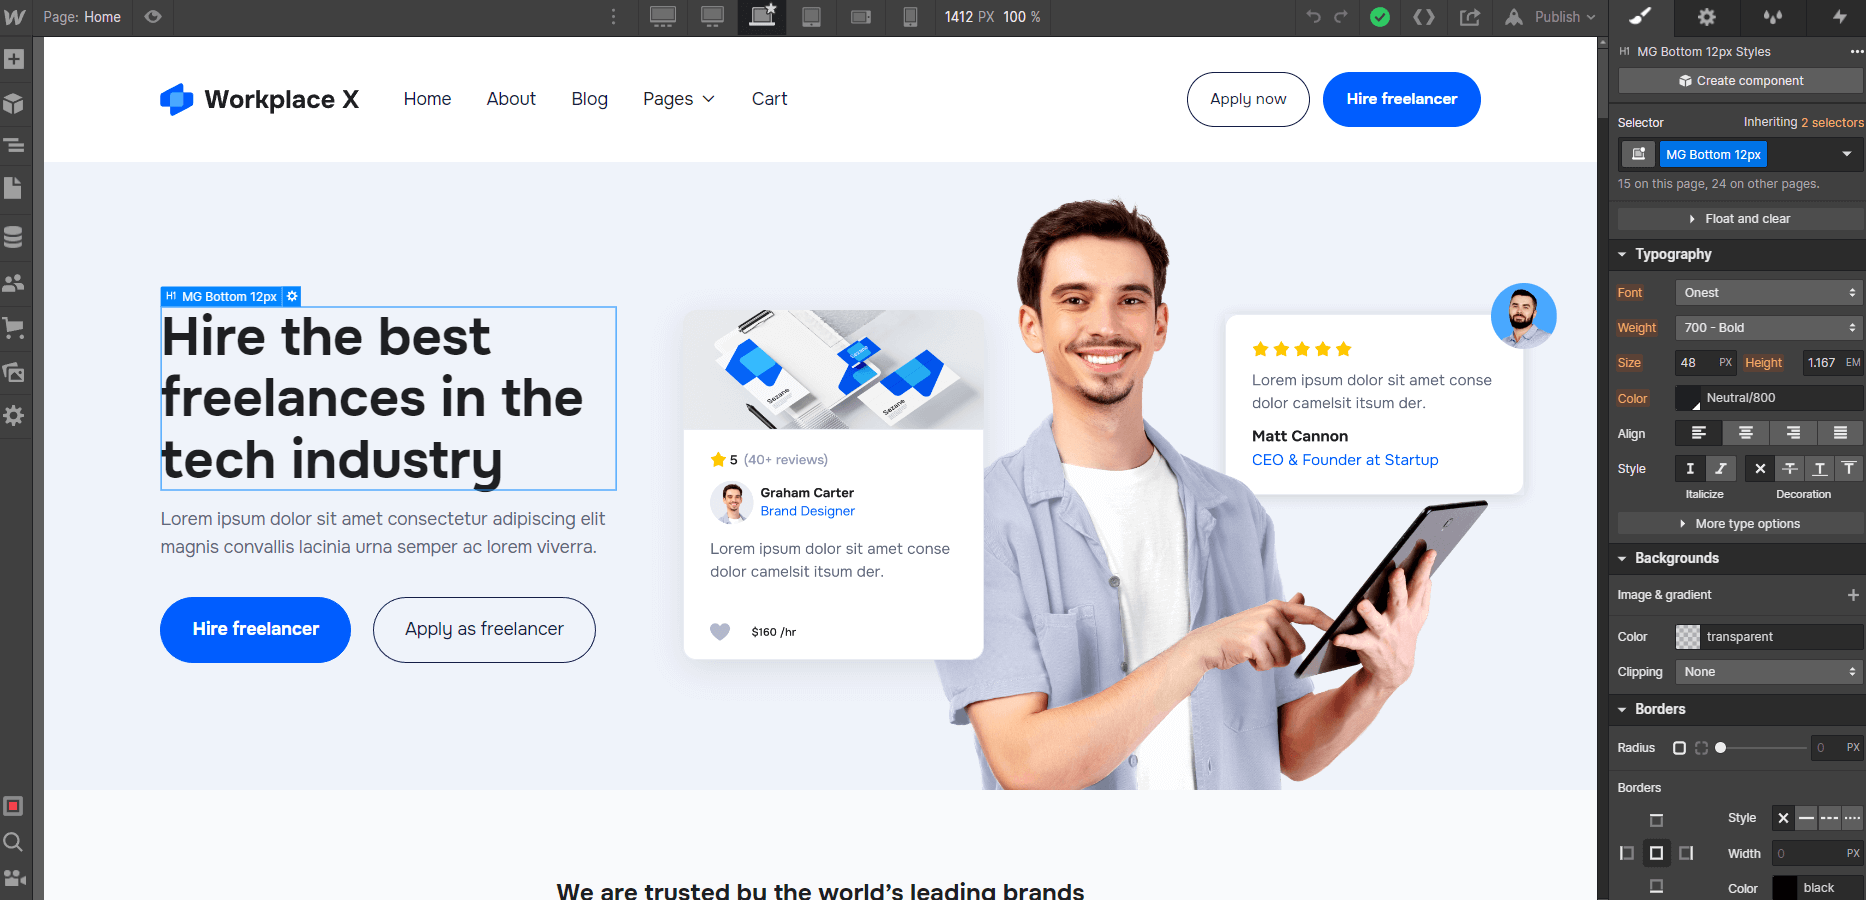 Page: Home
1412 PX 100 %
Publish
Workplace X
Home
About
Blog
Pages
Cart
Apply now
Hire freelancer
H1 MG Bottom 12px
Hire the best
freelances in the
tech industry
Lorem ipsum dolor sit amet consectetur adipiscing elit
magnis convallis lacinia urna semper ac lorem viverra.
Hire freelancer
Apply as freelancer
Sezane
Sezane
5 (40+ reviews)
Graham Carter
Brand Designer
Lorem ipsum dolor sit amet conse
dolor camelsit itsum der.
$160 /hr
Lorem ipsum dolor sit amet conse
dolor camelsit itsum der.
Matt Cannon
CEO & Founder at Startup
We are trusted by the world's leading brands
H1 MG Bottom 12px Styles
Create component
Selector
Inheriting 2 selectors
MG Bottom 12px
15 on this page, 24 on other pages.
Float and clear
Typography
Font
Onest
Weight
700 - Bold
Size
48 PX
Height
1.167 EM
Color
Neutral/800
Align
Style
Italicize
Decoration
More type options
Backgrounds
Image & gradient
Color
transparent
Clipping
None
Borders
Radius
0 PX
Borders
Style
Width
0 PX
Color
black